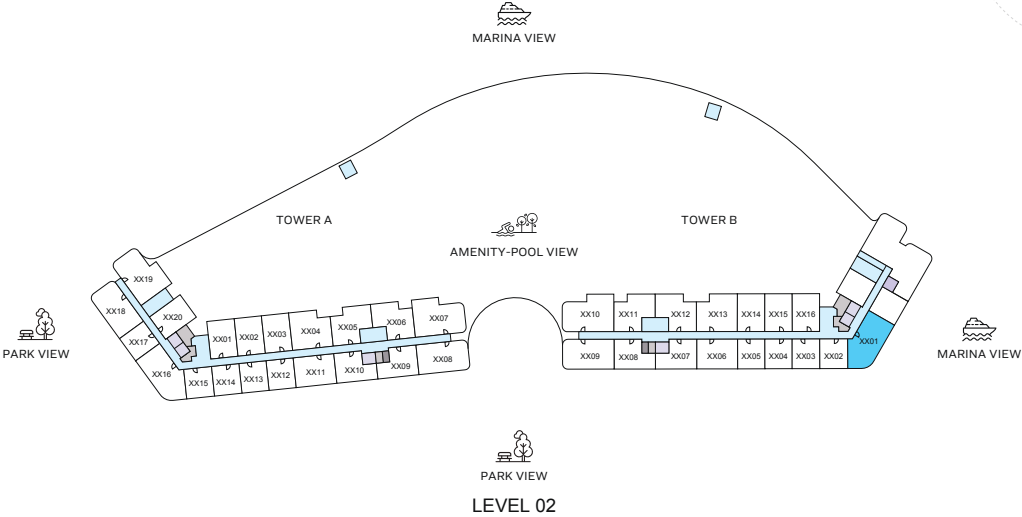 MARINA VIEW
TOWER A
TOWER B
AMENITY-POOL VIEW
XX19
XX18
XX20
XX17
XX16
XX01
XX02
XX03
XX04
XX05
XX06
XX07
XX15
XX14
XX13
XX12
XX11
XX10
XX09
XX08
XX10
XX11
XX12
XX13
XX14
XX15
XX16
XX09
XX08
XX07
XX06
XX05
XX04
XX03
XX02
XX01
PARK VIEW
MARINA VIEW
PARK VIEW
LEVEL 02